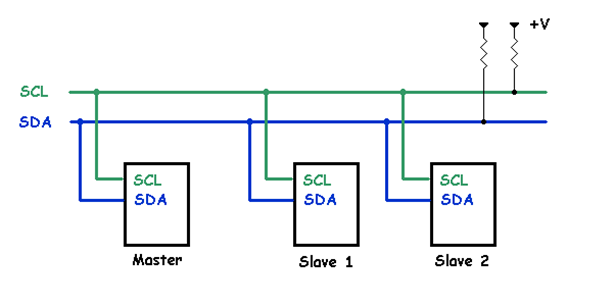 +V
SCL
SDA
SCL
SDA
SCL
SDA
SCL
SDA
Master
Slave 1
Slave 2